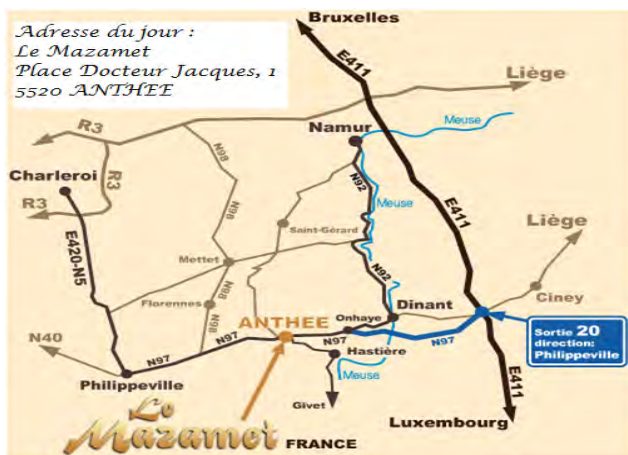 Adresse du jour :
Le Mazamet
Place Docteur Jacques, 1
5520 ANTHEE
Bruxelles
E411
Liège
R3
Namur
Meuse
N98
Charleroi
R3
N92
R3
N98
Meuse
E411
Saint-Gérard
Liège
E420-N5
Mettet
N92
Florennes
N98
Dinant
Ciney
N98
ANTHEE
Onhaye
N40
N97
N97
N97
Hastière
Sortie 20
direction:
Philippeville
Philippeville
Meuse
E411
Givet
Luxembourg
Le
Mazamet
FRANCE